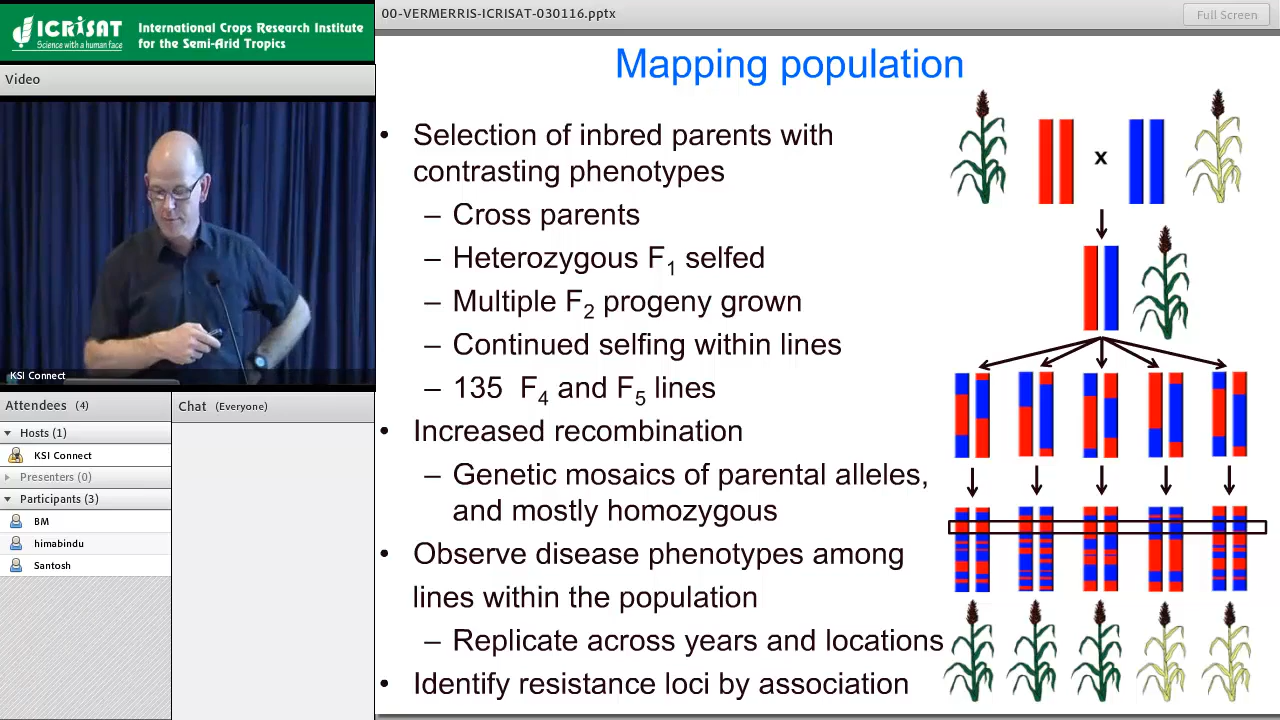 ICRISAT
Science with a human face
International Crops Research Institute
for the Semi-Arid Tropics
00-VERMERRIS-ICRISAT-030116.pptx
Full Screen
Video
KSI Connect
Attendees (4)
Hosts (1)
KSI Connect
Presenters (0)
Participants (3)
BM
himabindu
Santosh
Chat (Everyone)
Mapping population
• Selection of inbred parents with
contrasting phenotypes
– Cross parents
– Heterozygous F1 selfed
– Multiple F2 progeny grown
– Continued selfing within lines
– 135 F4 and F5 lines
• Increased recombination
– Genetic mosaics of parental alleles,
and mostly homozygous
• Observe disease phenotypes among
lines within the population
– Replicate across years and locations
• Identify resistance loci by association
x